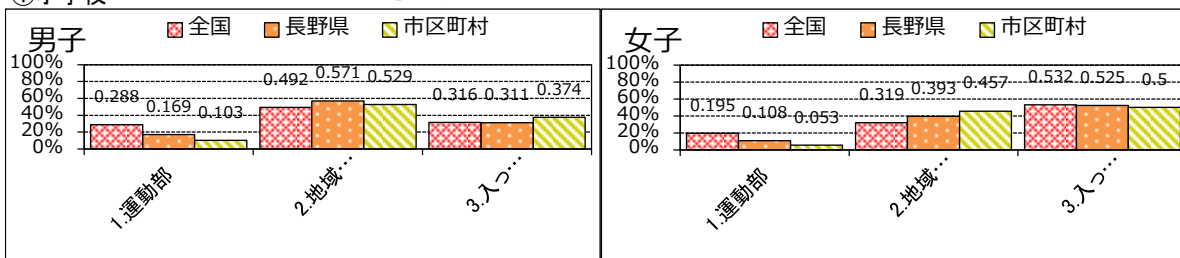 男子
全国 長野県 市区町村
100%
80%
60%
40%
20%
0%
0.288 0.169 0.103
0.492 0.571 0.529
0.316 0.311 0.374
1.運動部
2.地域…
3.入っ…
女子
全国 長野県 市区町村
100%
80%
60%
40%
20%
0%
0.195 0.108 0.053
0.319 0.393 0.457
0.532 0.525 0.5
1.運動部
2.地域…
3.入っ…